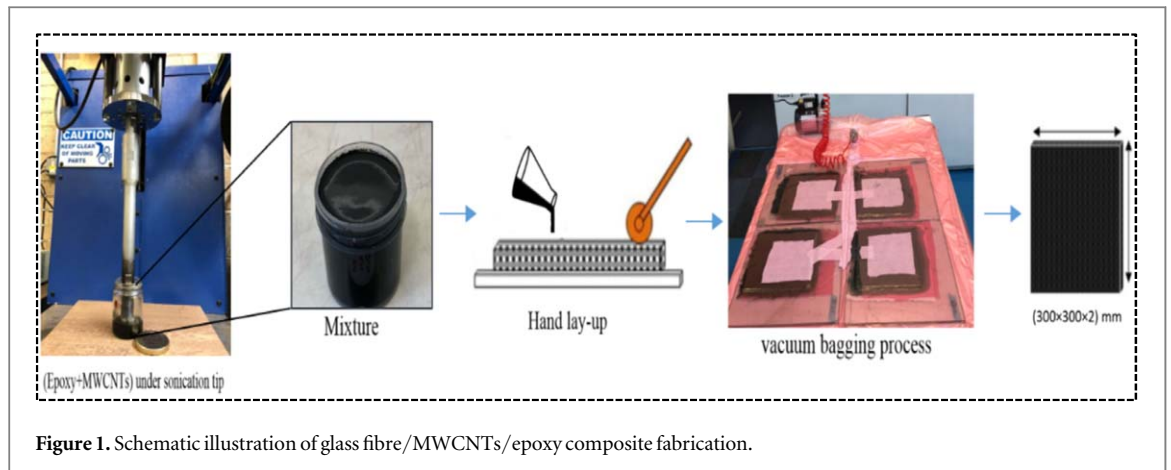 CAUTION
KEEP CLEAR
OF MOVING
PARTS
(Epoxy+MWCNTs) under sonication tip
Mixture
Hand lay-up
vacuum bagging process
(300×300×2) mm
Figure 1. Schematic illustration of glass fibre/MWCNTs/epoxy composite fabrication.